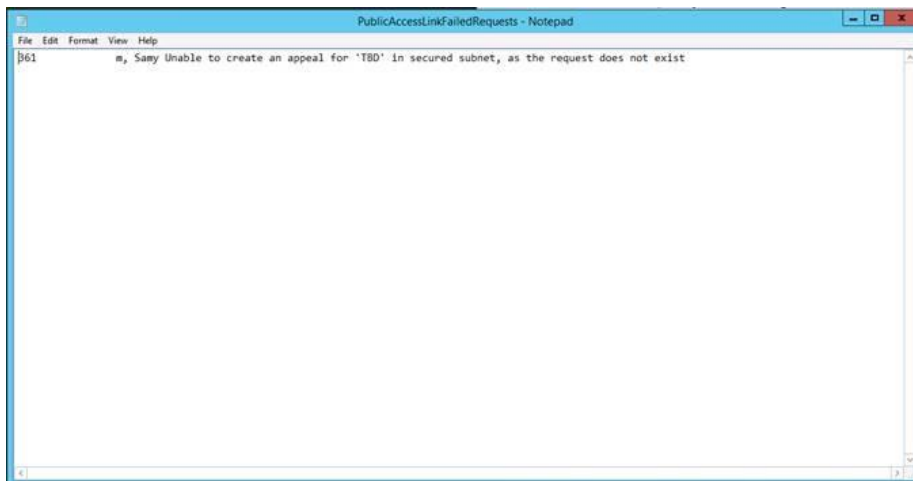 PublicAccessLinkFailedRequests - Notepad
File Edit Format View Help
361 m, Samy Unable to create an appeal for 'TBD' in secured subnet, as the request does not exist